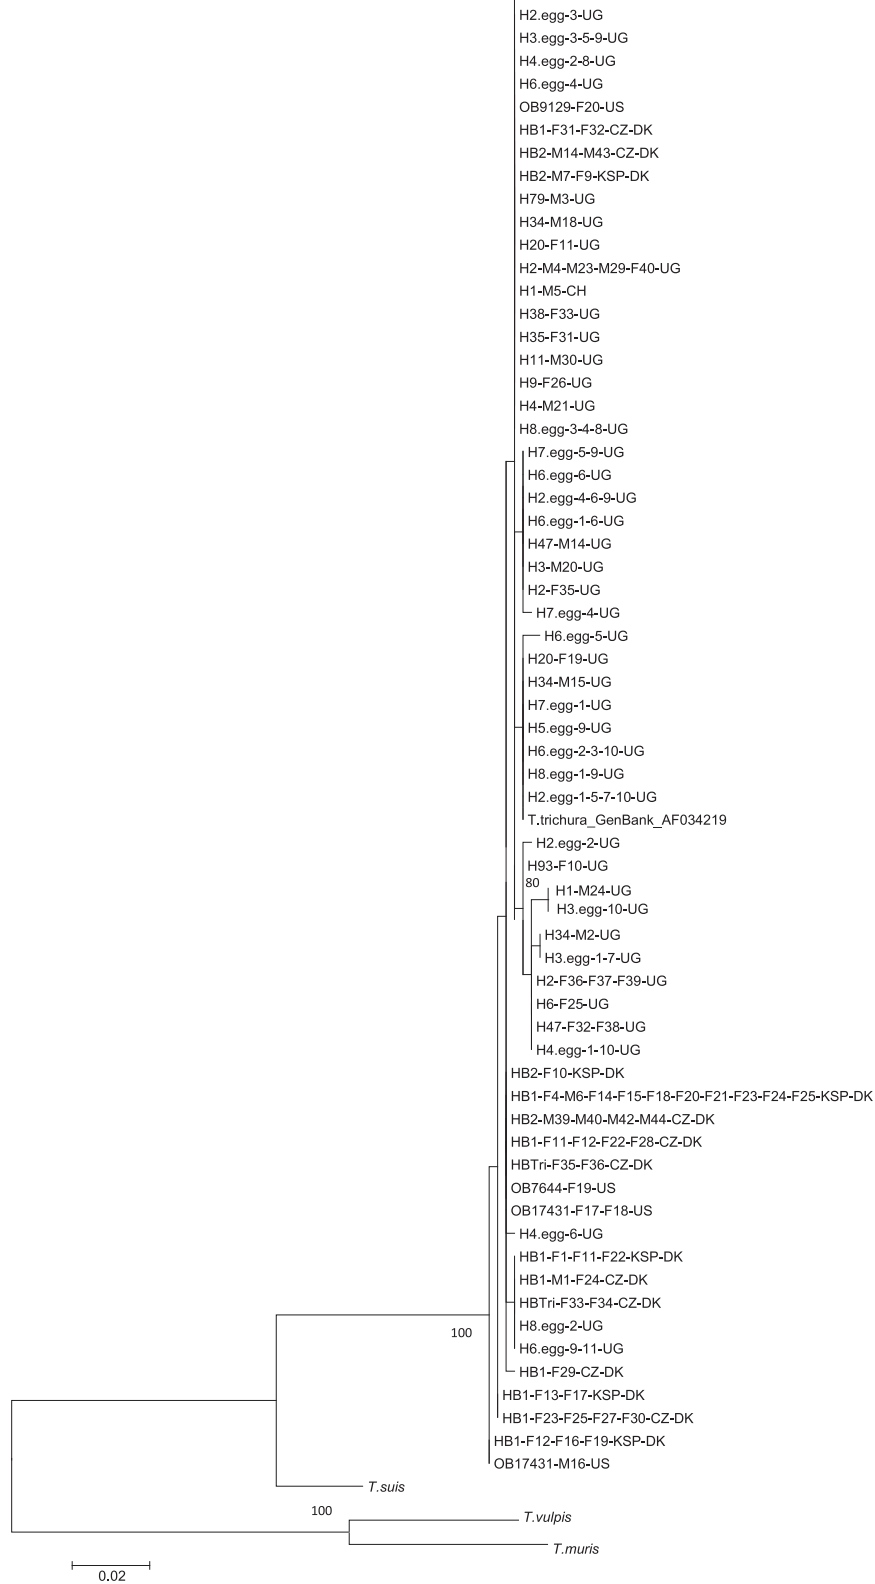 H2.egg-3-UG
H3.egg-3-5-9-UG
H4.egg-2-8-UG
H6.egg-4-UG
OB9129-F20-US
HB1-F31-F32-CZ-DK
HB2-M14-M43-CZ-DK
HB2-M7-F9-KSP-DK
H79-M3-UG
H34-M18-UG
H20-F11-UG
H2-M4-M23-M29-F40-UG
H1-M5-CH
H38-F33-UG
H35-F31-UG
H11-M30-UG
H9-F26-UG
H4-M21-UG
H8.egg-3-4-8-UG
H7.egg-5-9-UG
H6.egg-6-UG
H2.egg-4-6-9-UG
H6.egg-1-6-UG
H47-M14-UG
H3-M20-UG
H2-F35-UG
H7.egg-4-UG
H6.egg-5-UG
H20-F19-UG
H34-M15-UG
H7.egg-1-UG
H5.egg-9-UG
H6.egg-2-3-10-UG
H8.egg-1-9-UG
H2.egg-1-5-7-10-UG
T.trichura_GenBank_AF034219
H2.egg-2-UG
H93-F10-UG
80
H1-M24-UG
H3.egg-10-UG
H34-M2-UG
H3.egg-1-7-UG
H2-F36-F37-F39-UG
H6-F25-UG
H47-F32-F38-UG
H4.egg-1-10-UG
HB2-F10-KSP-DK
HB1-F4-M6-F14-F15-F18-F20-F21-F23-F24-F25-KSP-DK
HB2-M39-M40-M42-M44-CZ-DK
HB1-F11-F12-F22-F28-CZ-DK
HBTri-F35-F36-CZ-DK
OB7644-F19-US
OB17431-F17-F18-US
H4.egg-6-UG
HB1-F1-F11-F22-KSP-DK
HB1-M1-F24-CZ-DK
HBTri-F33-F34-CZ-DK
H8.egg-2-UG
100
H6.egg-9-11-UG
HB1-F29-CZ-DK
HB1-F13-F17-KSP-DK
HB1-F23-F25-F27-F30-CZ-DK
HB1-F12-F16-F19-KSP-DK
OB17431-M16-US
T.suis
100
T.vulpis
T.muris
0.02